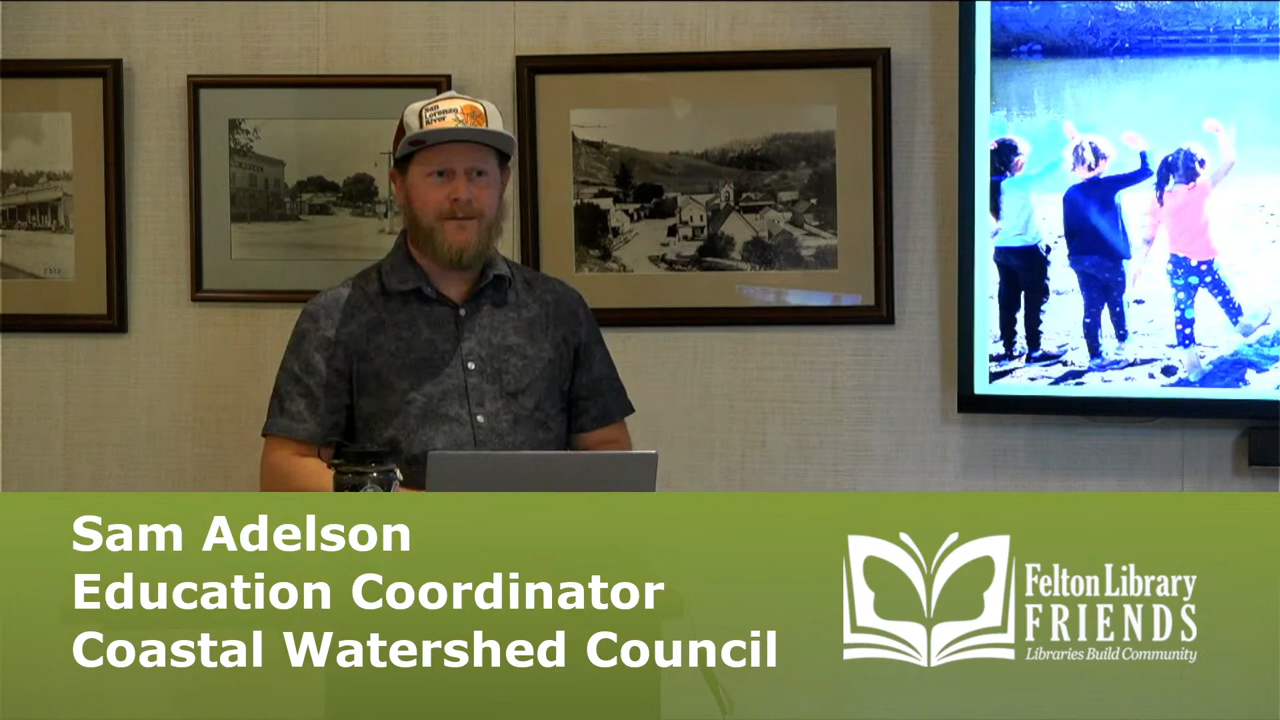 San
Lorenzo
River
Sam Adelson
Education Coordinator
Coastal Watershed Council
Felton Library
FRIENDS
Libraries Build Community